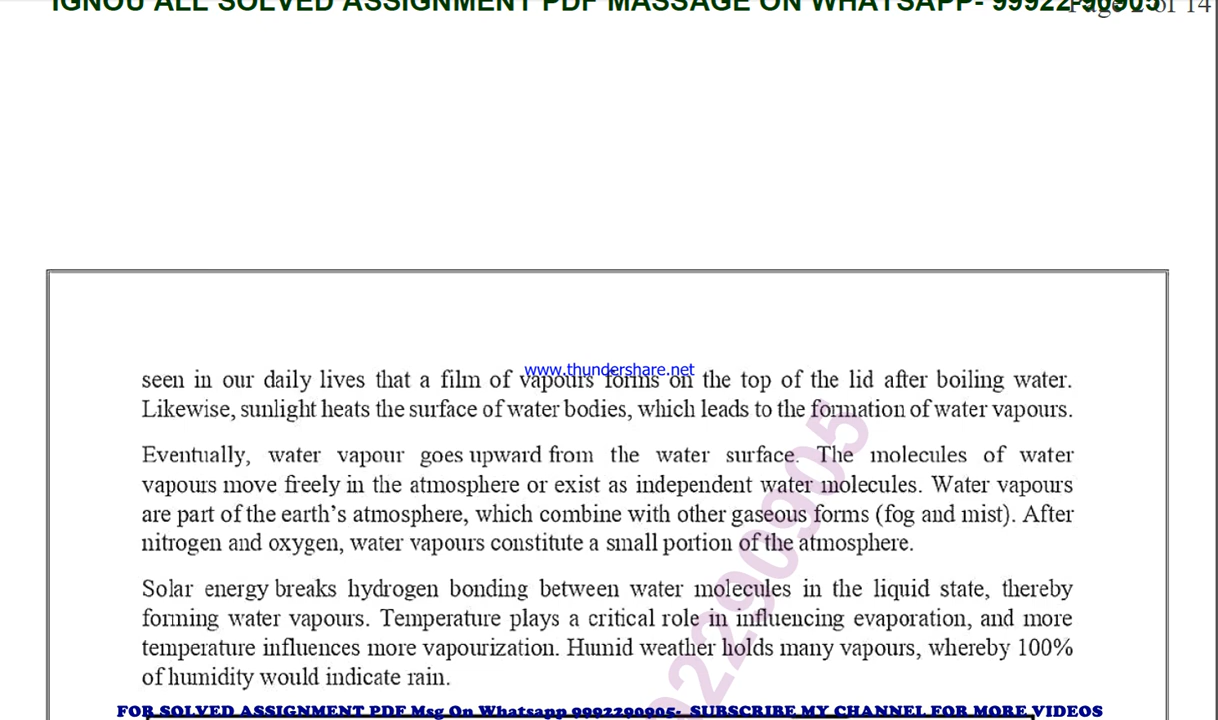 IGNOU ALL SOLVED ASSIGNMENT PDF MASSAGE ON WHATSAPP- 99922-90905
Page 2 of 14
www.thundershare.net
seen in our daily lives that a film of vapours forms on the top of the lid after boiling water.
Likewise, sunlight heats the surface of water bodies, which leads to the formation of water vapours.
Eventually, water vapour goes upward from the water surface. The molecules of water
vapours move freely in the atmosphere or exist as independent water molecules. Water vapours
are part of the earth's atmosphere, which combine with other gaseous forms (fog and mist). After
nitrogen and oxygen, water vapours constitute a small portion of the atmosphere.
Solar energy breaks hydrogen bonding between water molecules in the liquid state, thereby
forming water vapours. Temperature plays a critical role in influencing evaporation, and more
temperature influences more vapourization. Humid weather holds many vapours, whereby 100%
of humidity would indicate rain.
FOR SOLVED ASSIGNMENT PDF Msg On Whatsapp 9992290905- SUBSCRIBE MY CHANNEL FOR MORE VIDEOS